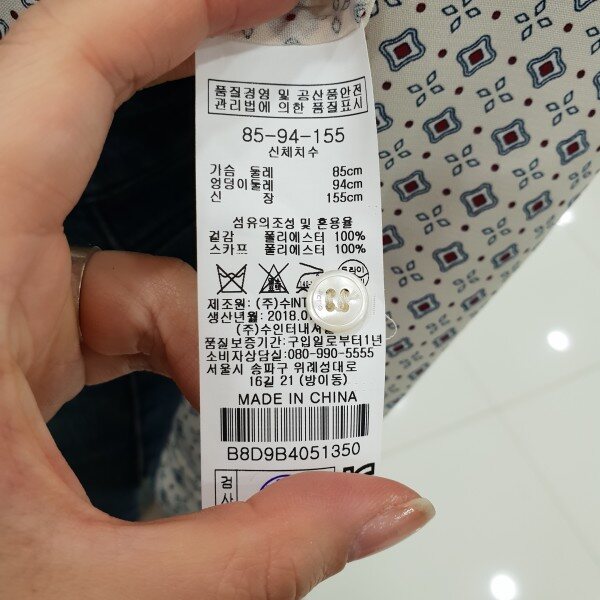 품질경영 및 공산품안전
관리법에 의한 품질표시
85-94-155
신체치수
가슴 둘레 85cm
엉덩이둘레 94cm
신 장 155cm
섬유의조성 및 혼용율
겉감 폴리에스터 100%
스카프 폴리에스터 100%
드라이
제조원: (주)수INT
생산년월: 2018.0
(주)수인터내셔
품질보증기간:구입일로부터1년
소비자상담실:080-990-5555
서울시 송파구 위례성대로
16길 21 (방이동)
MADE IN CHINA
B8D9B4051350
검
사